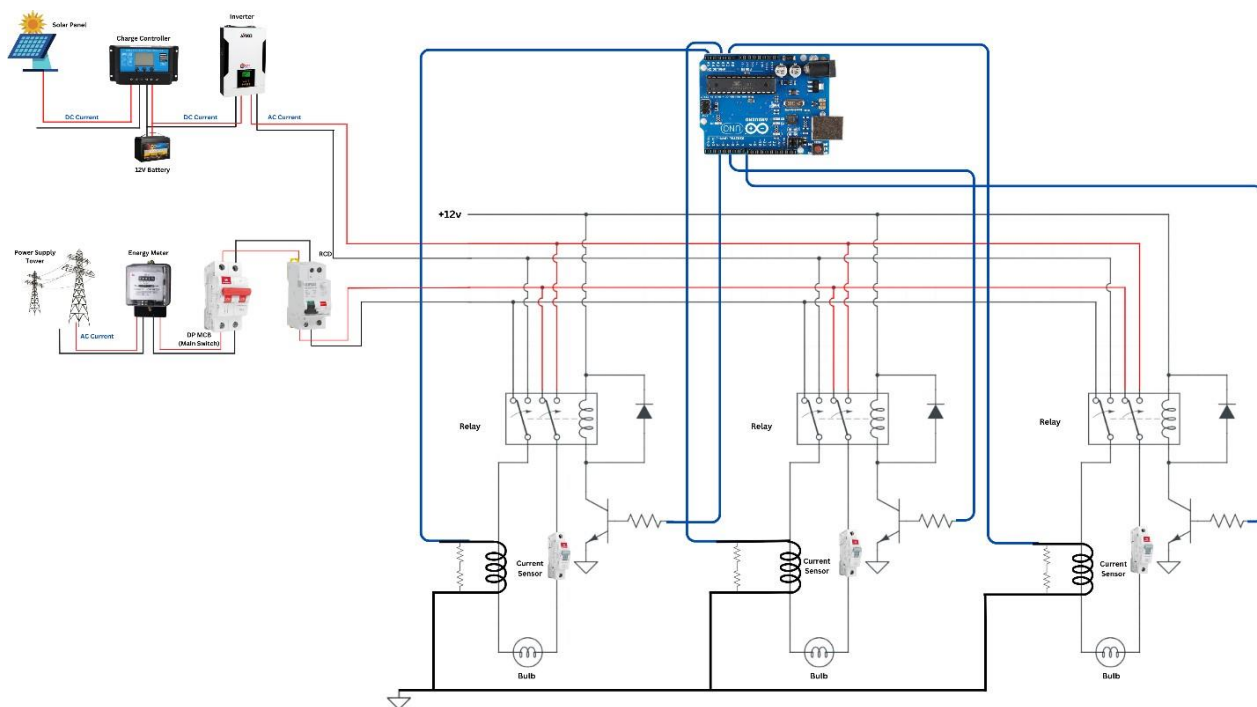 Solar Panel
Charge Controller
Inverter
DC Current
DC Current
AC Current
12V Battery
+12v
Power Supply
Tower
Energy Meter
RCD
AC Current
DP MCB
(Main Switch)
Relay
Relay
Relay
Current
Sensor
Current
Sensor
Current
Sensor
Bulb
Bulb
Bulb
ARDUINO
UNO